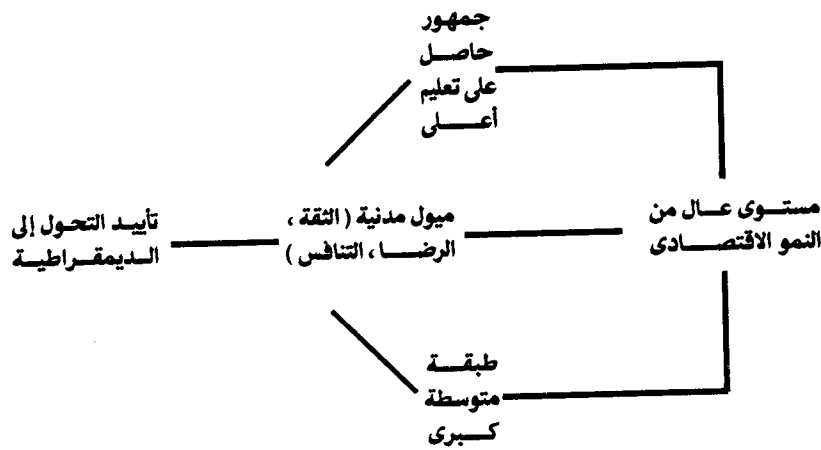 جمهور
حاصل
على تعليم
أعلى
مستوى عال من
النمو الاقتصادى
ميول مدنية ( الثقة ،
الرضا ، التنافس )
تأييد التحول إلى
الديمقراطية
طبقة
متوسطة
كبرى